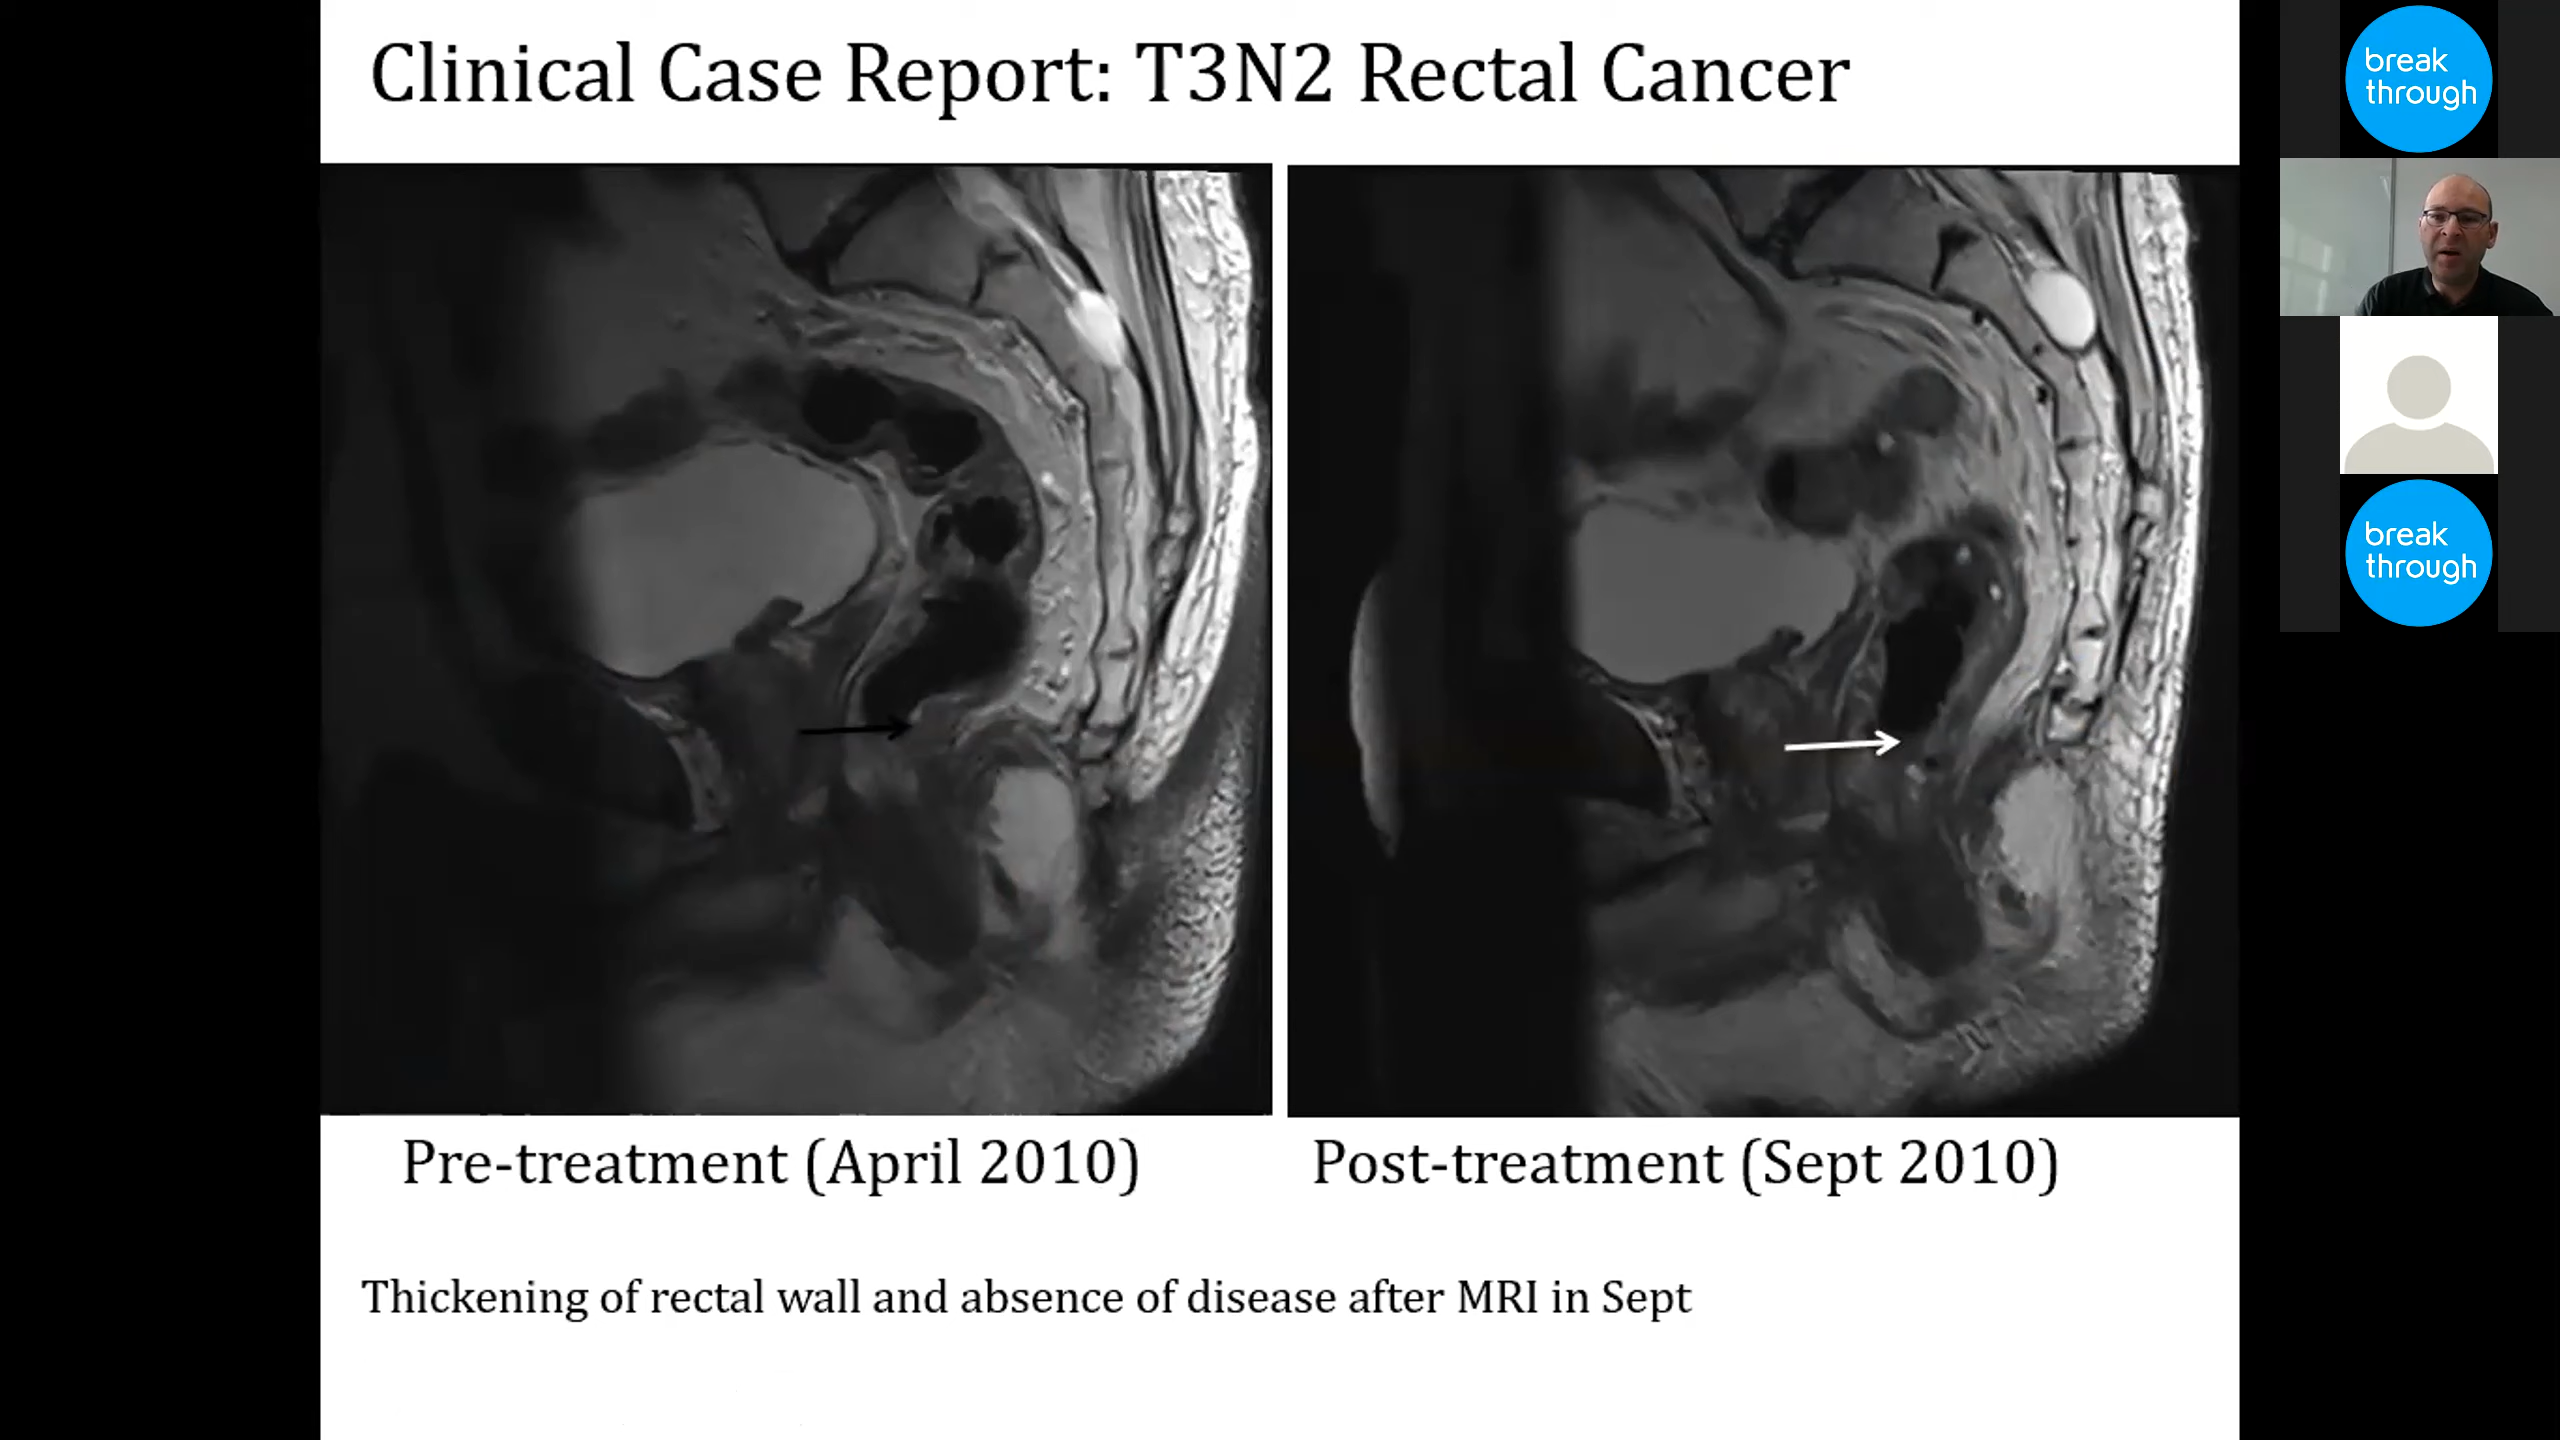 Clinical Case Report: T3N2 Rectal Cancer
Pre-treatment (April 2010)
Post-treatment (Sept 2010)
Thickening of rectal wall and absence of disease after MRI in Sept
break
through
break
through